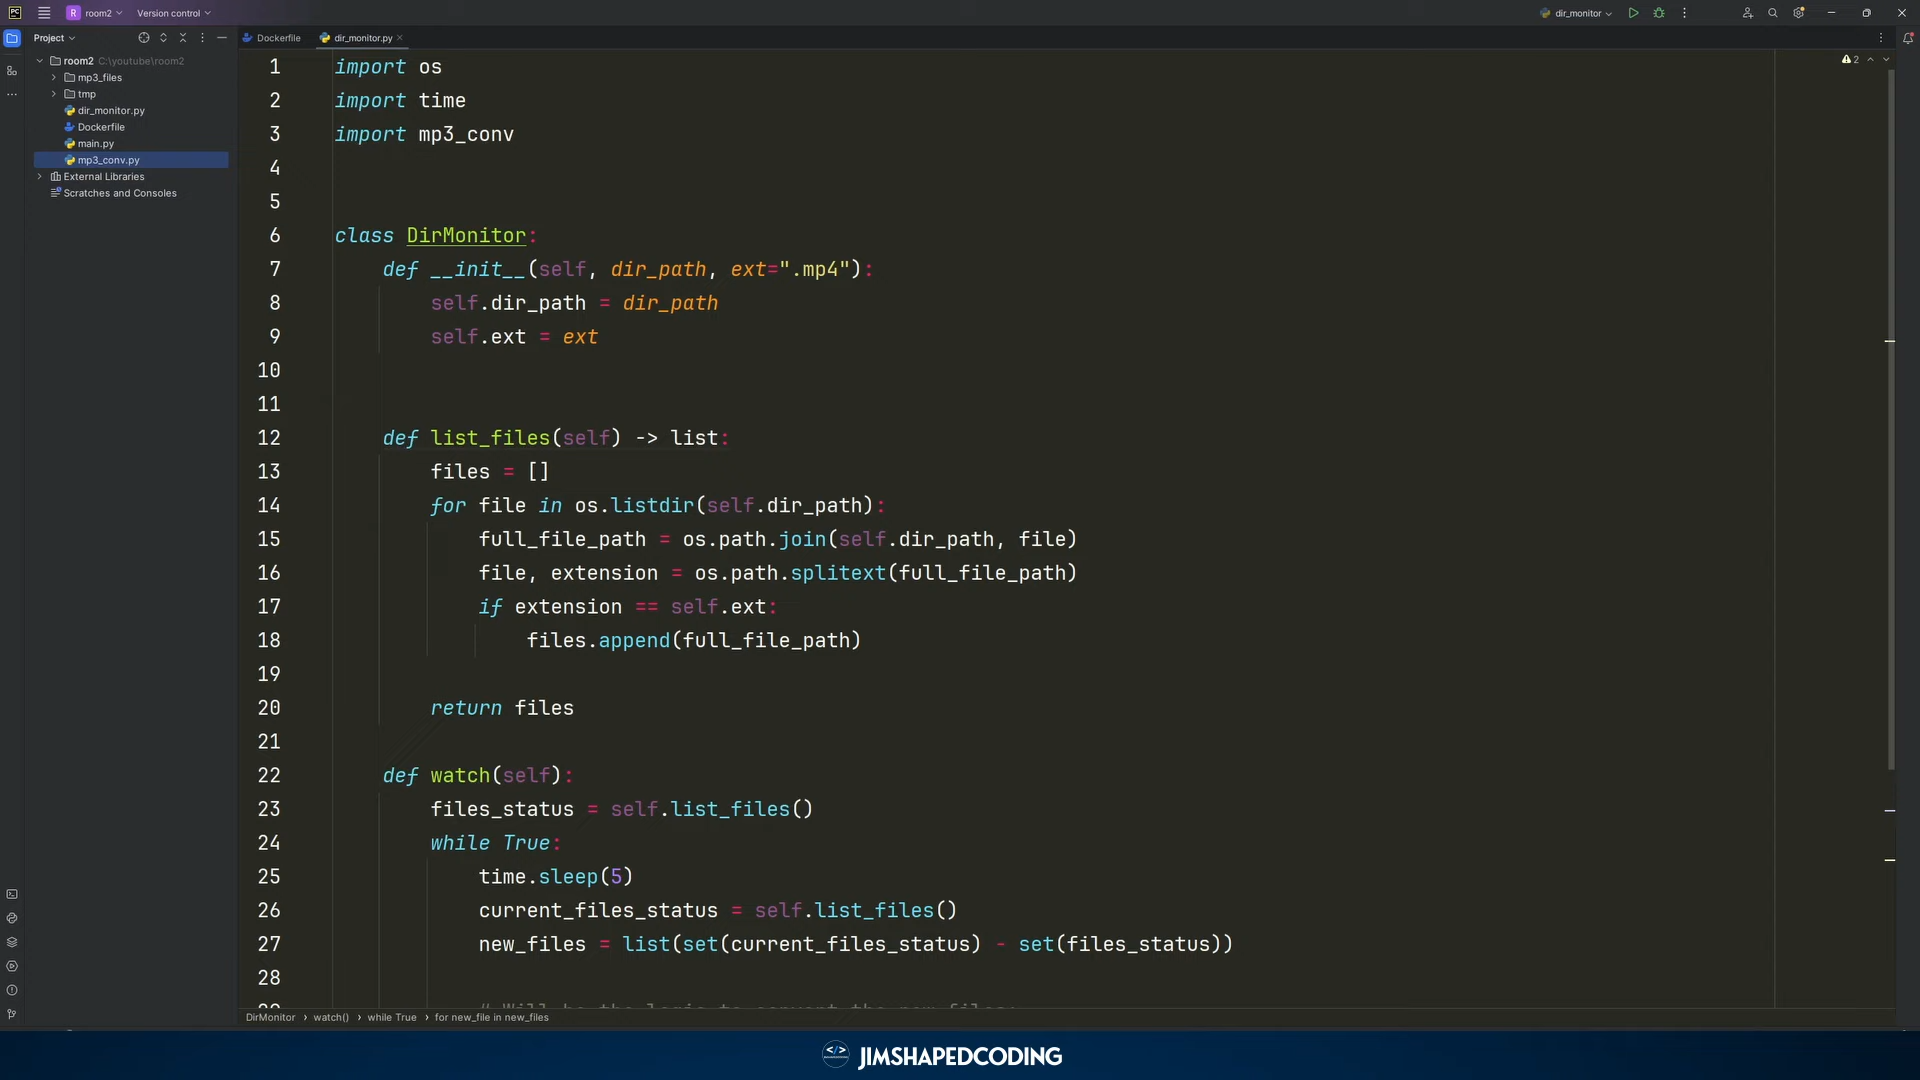 PC
R room2
Version control
dir_monitor
Project
Dockerfile
dir_monitor.py
2
room2 C:\youtube\room2
mp3_files
tmp
dir_monitor.py
Dockerfile
main.py
mp3_conv.py
External Libraries
Scratches and Consoles
1 import os
2 import time
3 import mp3_conv
4
5
6 class DirMonitor:
7 def __init__(self, dir_path, ext=".mp4"):
8 self.dir_path = dir_path
9 self.ext = ext
10
11
12 def list_files(self) -> list:
13 files = []
14 for file in os.listdir(self.dir_path):
15 full_file_path = os.path.join(self.dir_path, file)
16 file, extension = os.path.splitext(full_file_path)
17 if extension == self.ext:
18 files.append(full_file_path)
19
20 return files
21
22 def watch(self):
23 files_status = self.list_files()
24 while True:
25 time.sleep(5)
26 current_files_status = self.list_files()
27 new_files = list(set(current_files_status) - set(files_status))
28
DirMonitor › watch() › while True › for new_file in new_files
</> JIMSHAPEDCODING